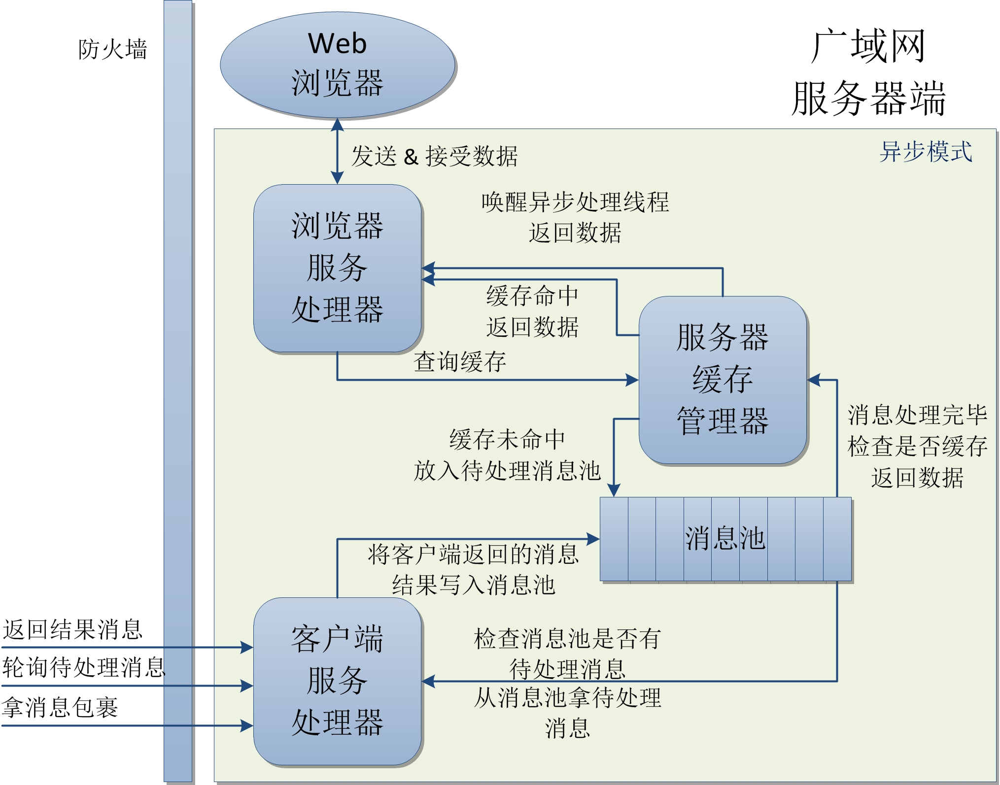 防火墙
Web
浏览器
广域网
服务器端
异步模式
发送 & 接受数据
浏览器
服务
处理器
唤醒异步处理线程
返回数据
缓存命中
返回数据
查询缓存
服务器
缓存
管理器
消息处理完毕
检查是否缓存
返回数据
缓存未命中
放入待处理消息池
消息池
将客户端返回的消息
结果写入消息池
返回结果消息
轮询待处理消息
拿消息包裹
客户端
服务
处理器
检查消息池是否有
待处理消息
从消息池拿待处理
消息